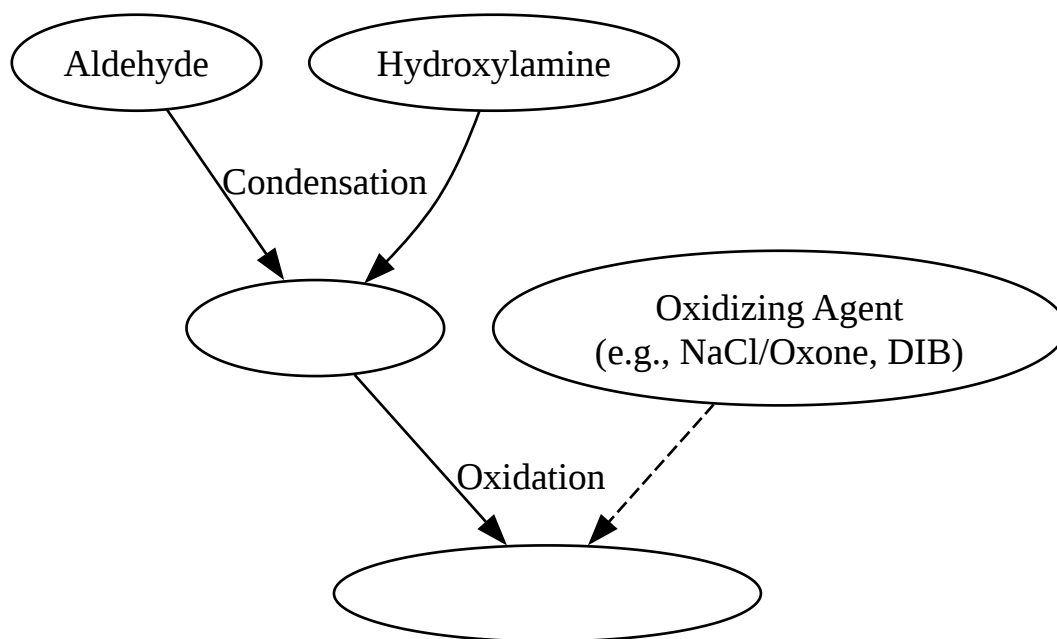 Aldehyde
Hydroxylamine
Condensation
Oxidizing Agent
(e.g., NaCl/Oxone, DIB)
Oxidation